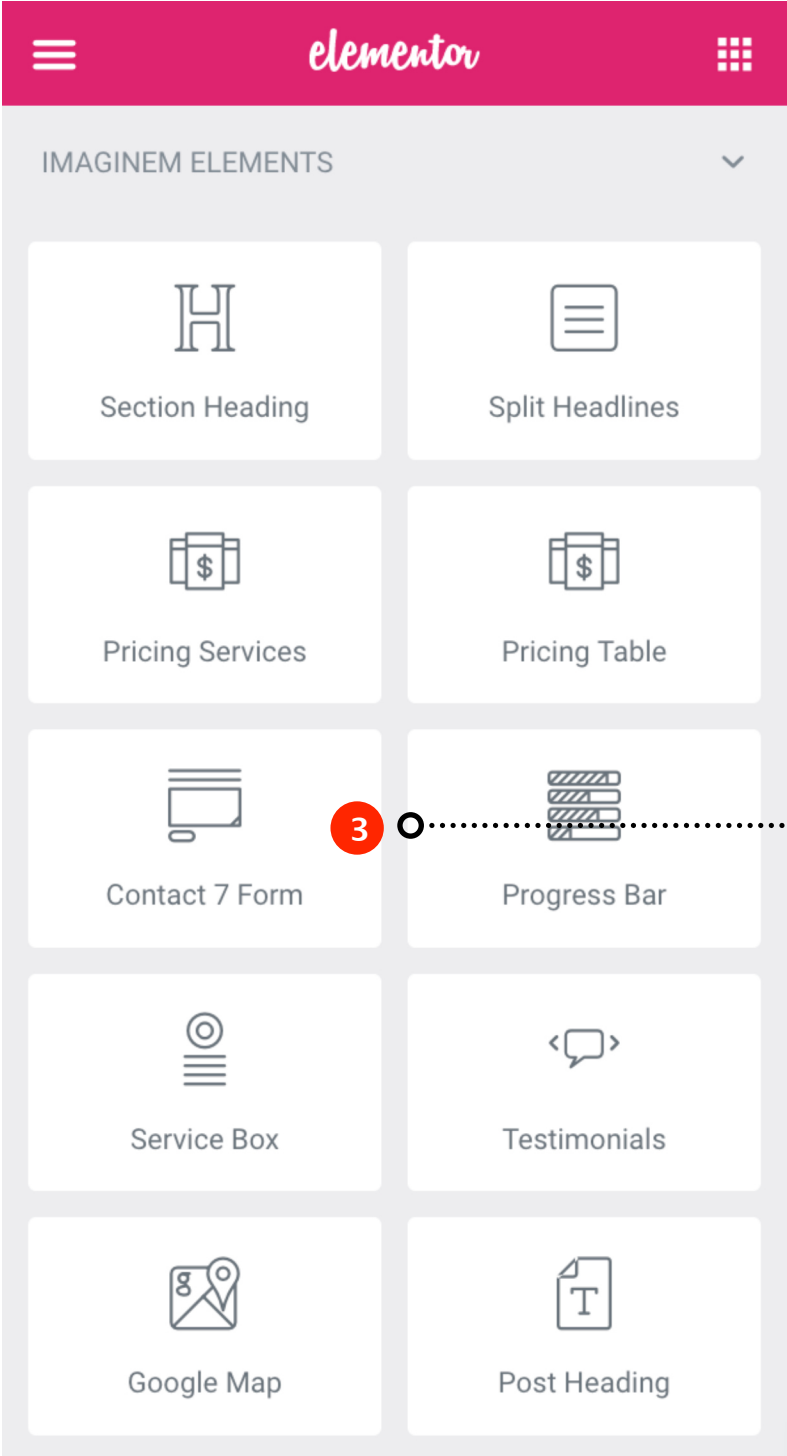 elementor
IMAGINEM ELEMENTS
H
Section Heading
Split Headlines
$
$
Pricing Services
Pricing Table
3
Contact 7 Form
Progress Bar
Service Box
Testimonials
g
T
Google Map
Post Heading